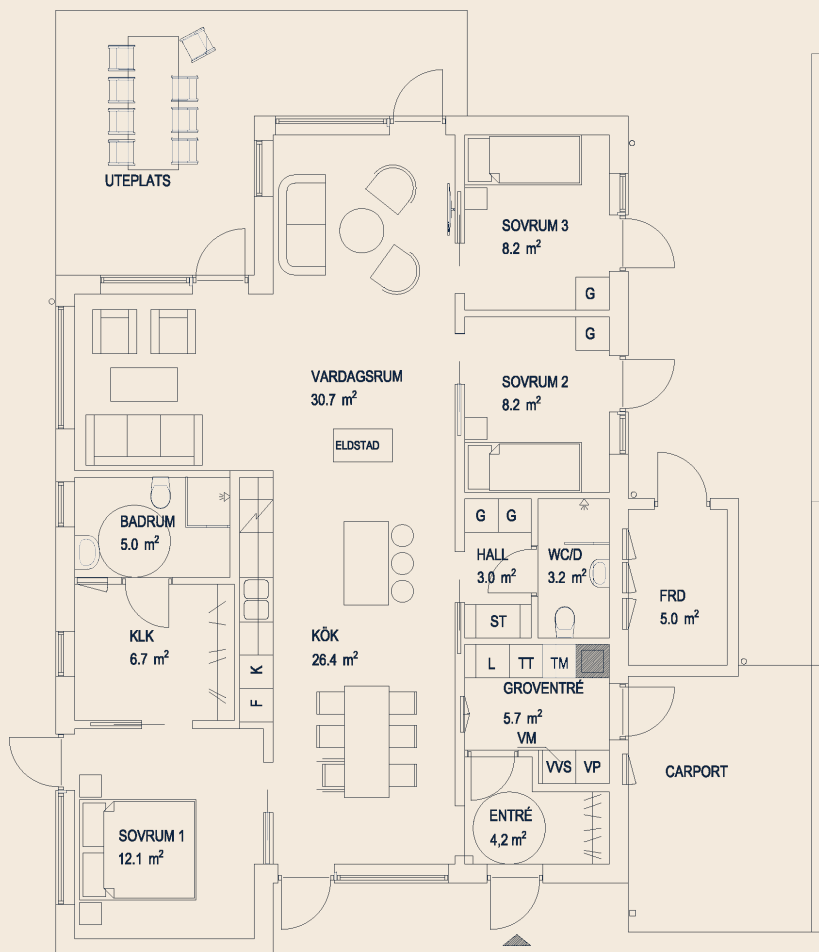 UTEPLATS
SOVRUM 3
8.2 m²
G
G
VARDAGSRUM
30.7 m²
SOVRUM 2
8.2 m²
ELDSTAD
BADRUM
5.0 m²
G G
HALL
3.0 m²
WC/D
3.2 m²
FRD
5.0 m²
ST
KLK
6.7 m²
KÖK
26.4 m²
K
F
L TT TM
GROVENTRÉ
5.7 m²
VM
VVS VP
CARPORT
ENTRÉ
4,2 m²
SOVRUM 1
12.1 m²